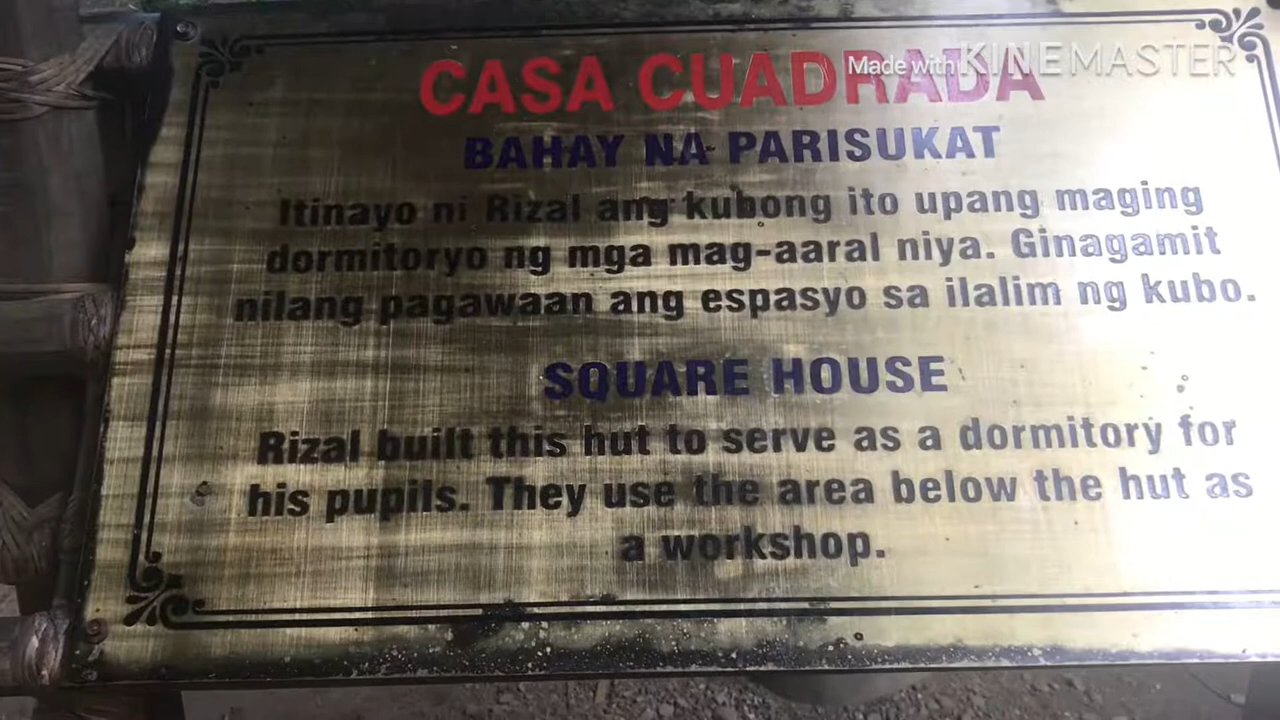 Made with KINEMASTER
CASA CUADRADA
BAHAY NA PARISUKAT
Itinayo ni Rizal ang kubong ito upang maging
dormitoryo ng mga mag-aaral niya. Ginagamit
nilang pagawaan ang espasyo sa ilalim ng kubo.
SQUARE HOUSE
Rizal built this hut to serve as a dormitory for
his pupils. They use the area below the hut as
a workshop.